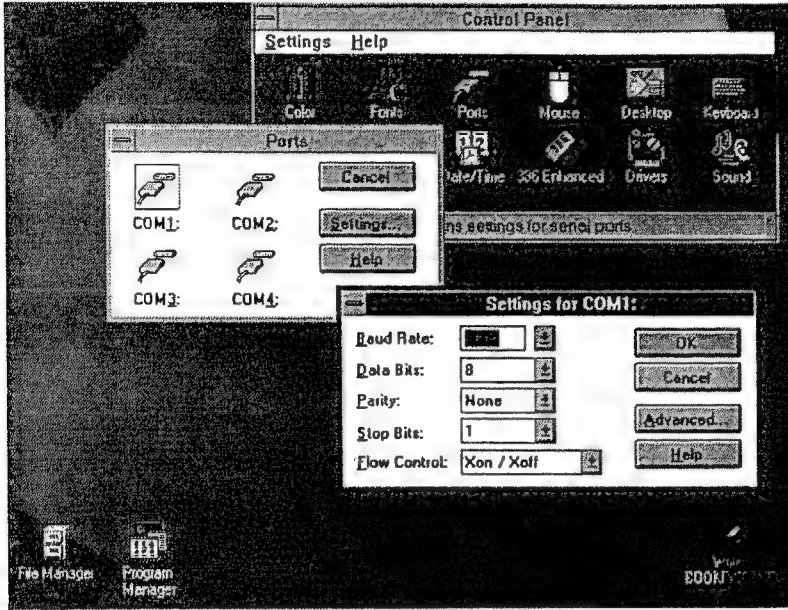 Control Panel
Settings Help
Color Fonts Ports Mouse Desktop Keyboard
Date/Time 386 Enhanced Drivers Sound
settings for serial ports
Ports
COM1: COM2: Cancel
Settings...
COM3: COM4: Help
Settings for COM1:
Baud Rate: OK
Data Bits: 8 Cancel
Parity: None
Stop Bits: 1 Advanced...
Flow Control: Xon / Xoff Help
File Manager
Program
Manager